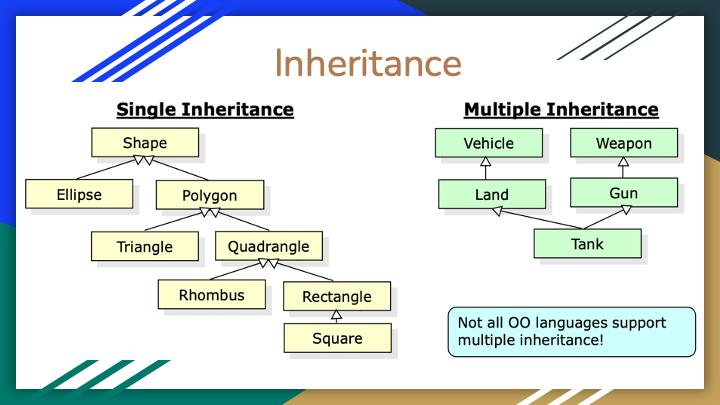 Inheritance
Single Inheritance
Shape
Ellipse
Polygon
Triangle
Quadrangle
Rhombus
Rectangle
Square
Multiple Inheritance
Vehicle
Weapon
Land
Gun
Tank
Not all OO languages support
multiple inheritance!